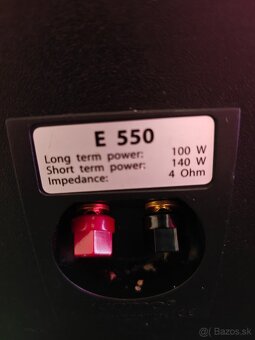 E 550
Long term power: 100 W
Short term power: 140 W
Impedance: 4 Ohm
© Bazos.sk